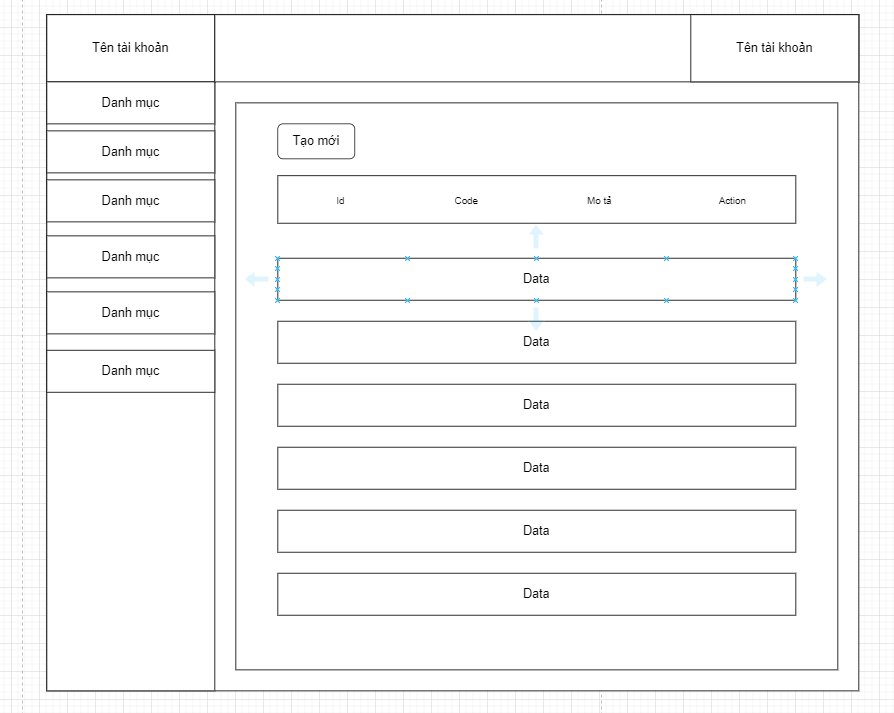 Tên tài khoản
Tên tài khoản
Danh mục
Danh mục
Danh mục
Danh mục
Danh mục
Danh mục
Tạo mới
Id Code Mo tả Action
Data
Data
Data
Data
Data
Data